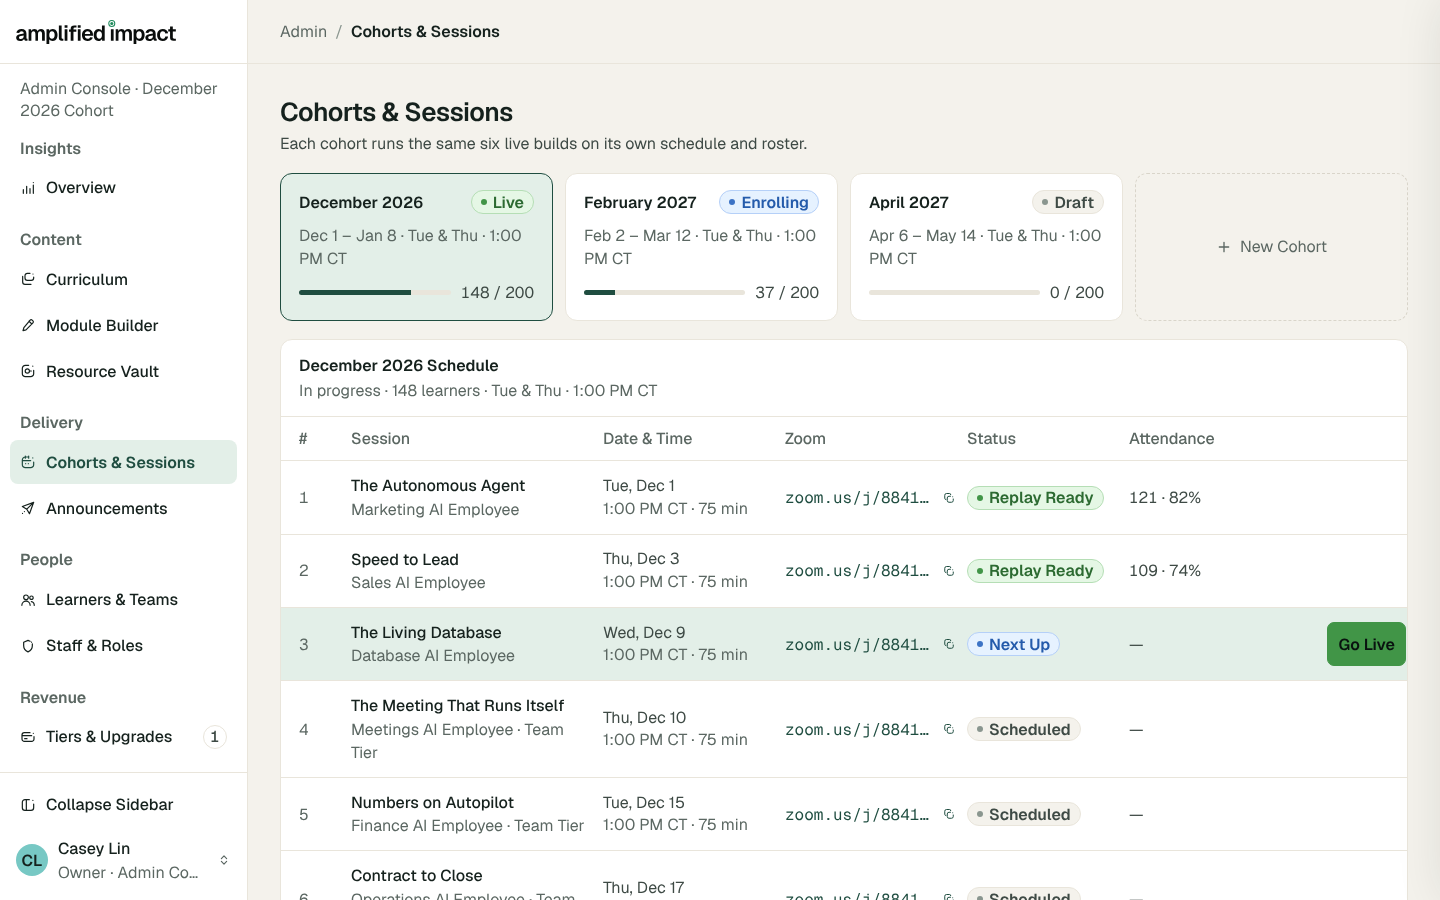 amplified impact
Admin / Cohorts & Sessions
Admin Console · December
2026 Cohort
Insights
Overview
Content
Curriculum
Module Builder
Resource Vault
Delivery
Cohorts & Sessions
Announcements
People
Learners & Teams
Staff & Roles
Revenue
Tiers & Upgrades 1
Collapse Sidebar
CL
Casey Lin
Owner · Admin Co...
Cohorts & Sessions
Each cohort runs the same six live builds on its own schedule and roster.
December 2026 Live
Dec 1 – Jan 8 · Tue & Thu · 1:00
PM CT
148 / 200
February 2027 Enrolling
Feb 2 – Mar 12 · Tue & Thu · 1:00
PM CT
37 / 200
April 2027 Draft
Apr 6 – May 14 · Tue & Thu · 1:00
PM CT
0 / 200
+ New Cohort
December 2026 Schedule
In progress · 148 learners · Tue & Thu · 1:00 PM CT
# Session Date & Time Zoom Status Attendance
1 The Autonomous Agent Tue, Dec 1 zoom.us/j/8841… Replay Ready 121 · 82%
Marketing AI Employee 1:00 PM CT · 75 min
2 Speed to Lead Thu, Dec 3 zoom.us/j/8841… Replay Ready 109 · 74%
Sales AI Employee 1:00 PM CT · 75 min
3 The Living Database Wed, Dec 9 zoom.us/j/8841… Next Up — Go Live
Database AI Employee 1:00 PM CT · 75 min
4 The Meeting That Runs Itself Thu, Dec 10 zoom.us/j/8841… Scheduled —
Meetings AI Employee · Team 1:00 PM CT · 75 min
Tier
5 Numbers on Autopilot Tue, Dec 15 zoom.us/j/8841… Scheduled —
Finance AI Employee · Team Tier 1:00 PM CT · 75 min
6 Contract to Close Thu, Dec 17 zoom.us/j/8841… Scheduled —
Operations AI Employee · Team